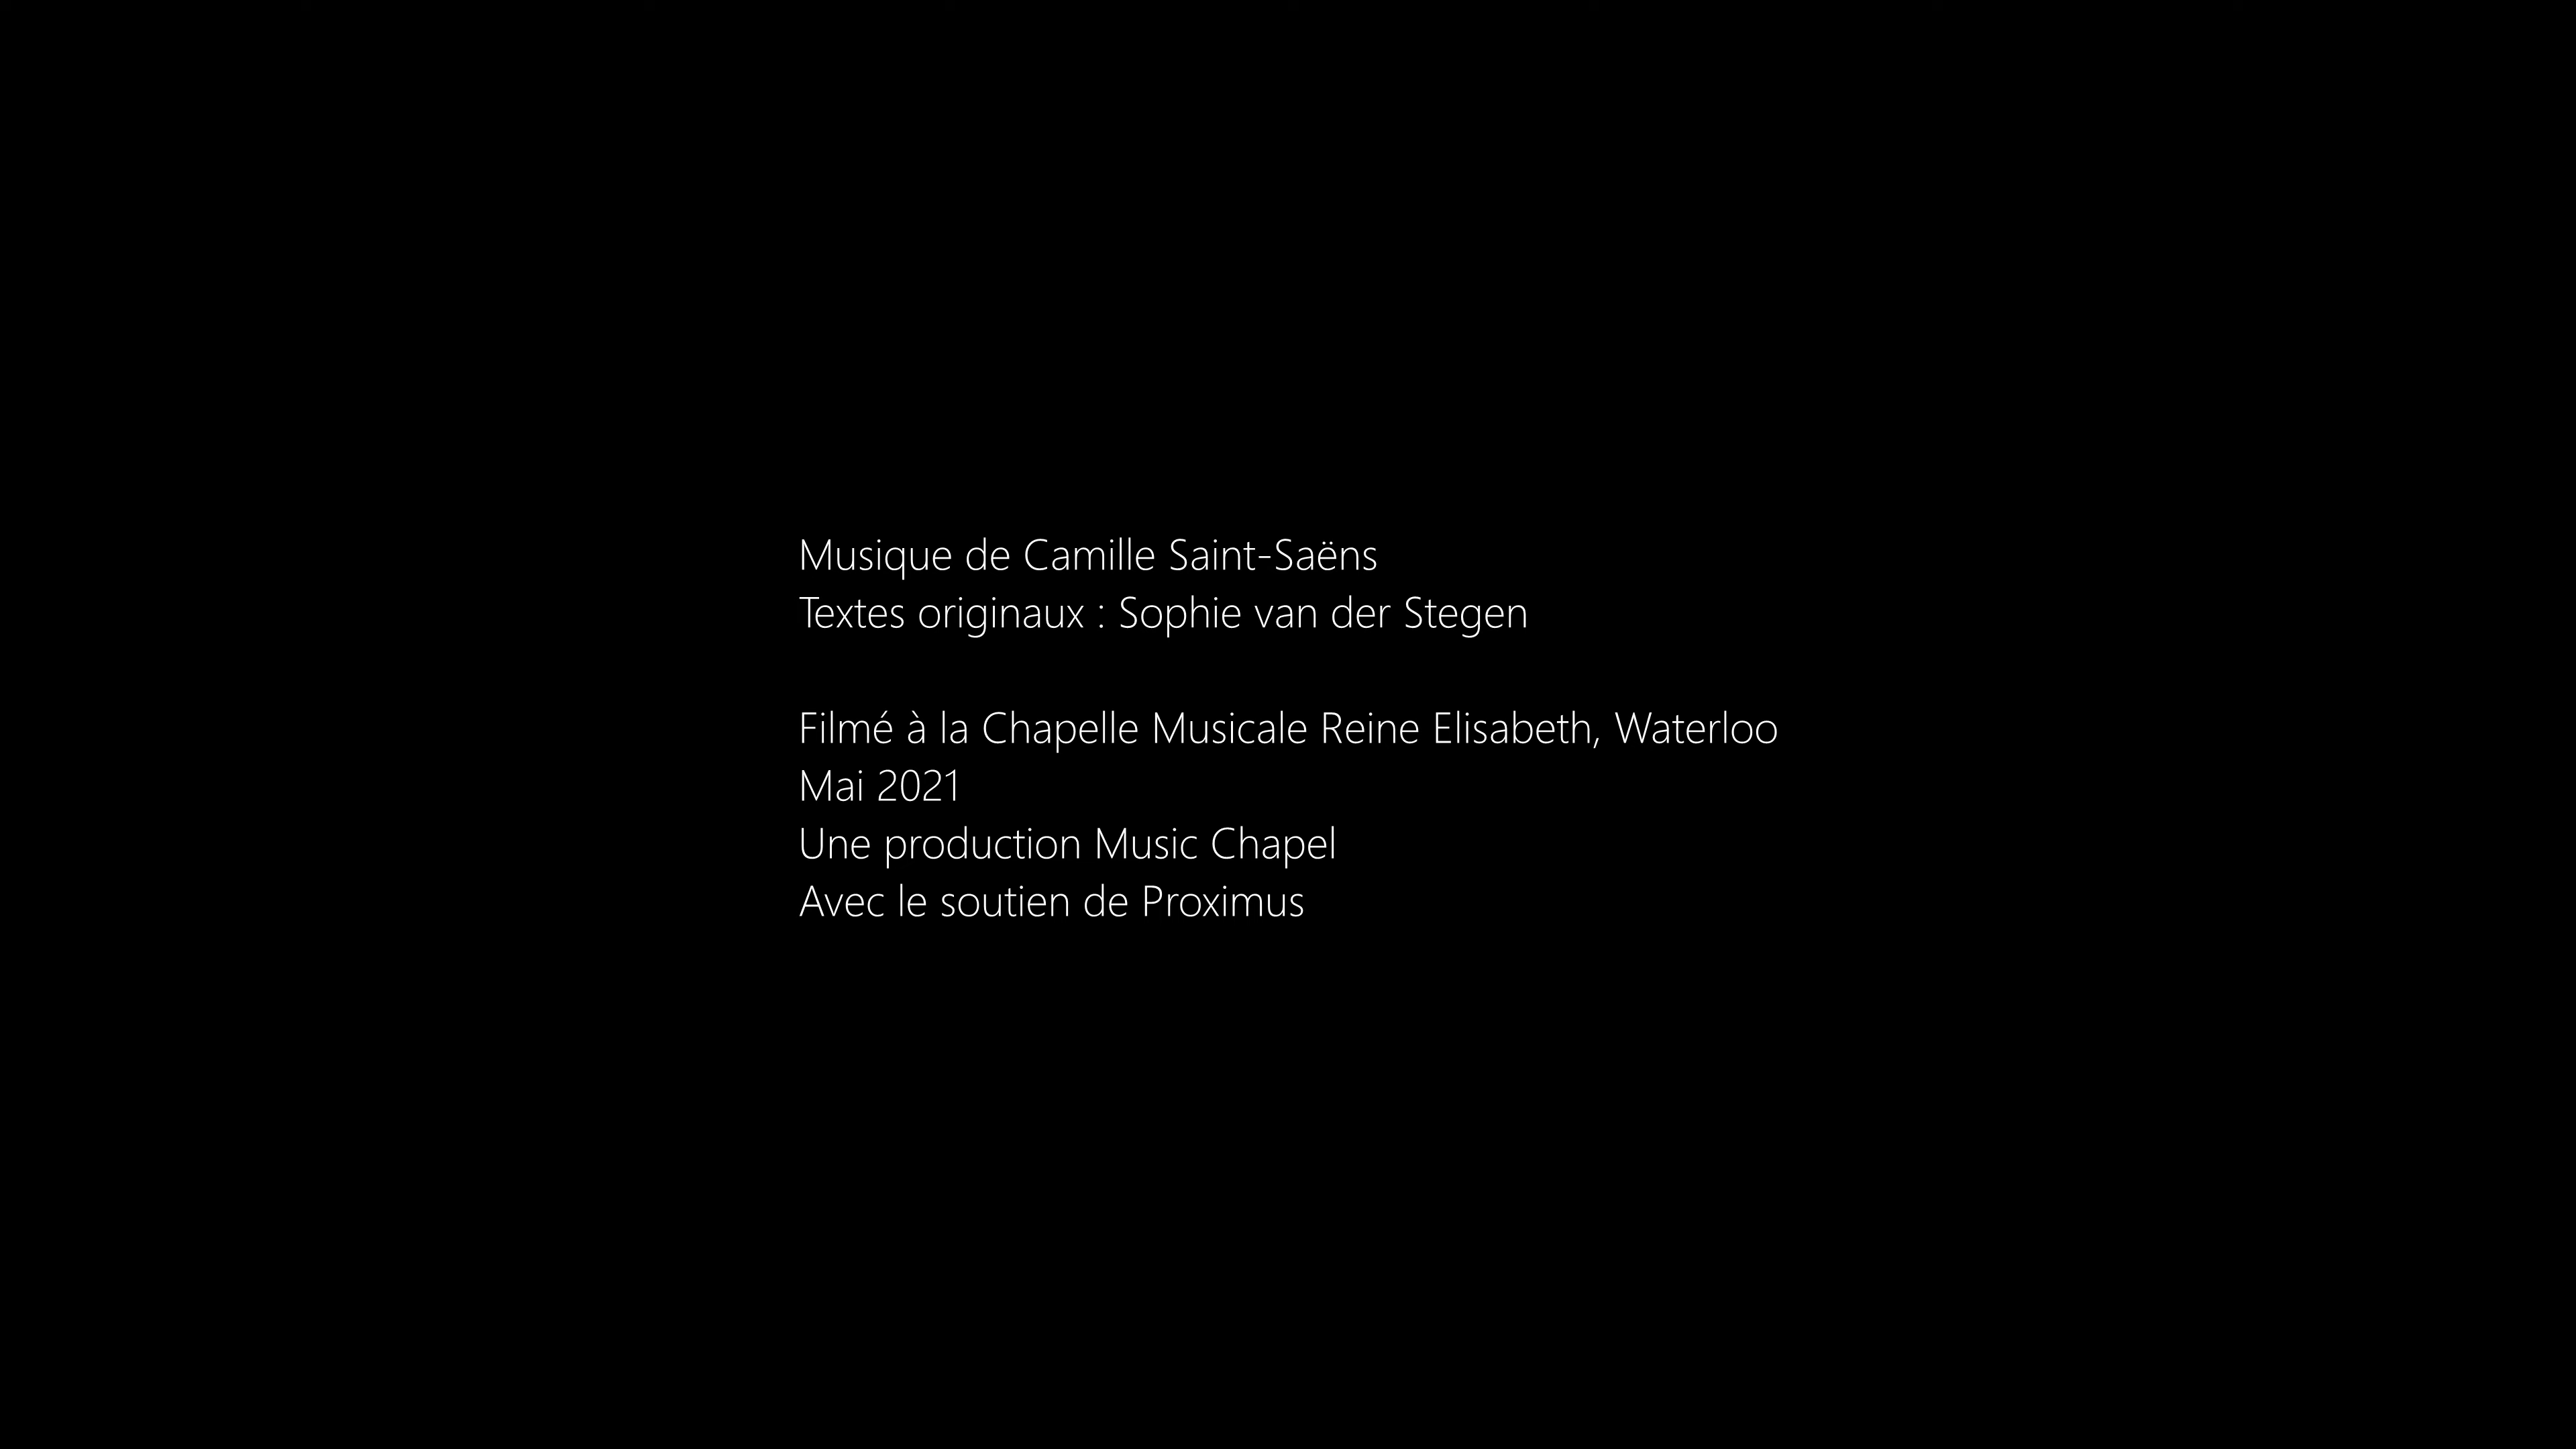 Musique de Camille Saint-Saëns
Textes originaux : Sophie van der Stegen
Filmé à la Chapelle Musicale Reine Elisabeth, Waterloo
Mai 2021
Une production Music Chapel
Avec le soutien de Proximus